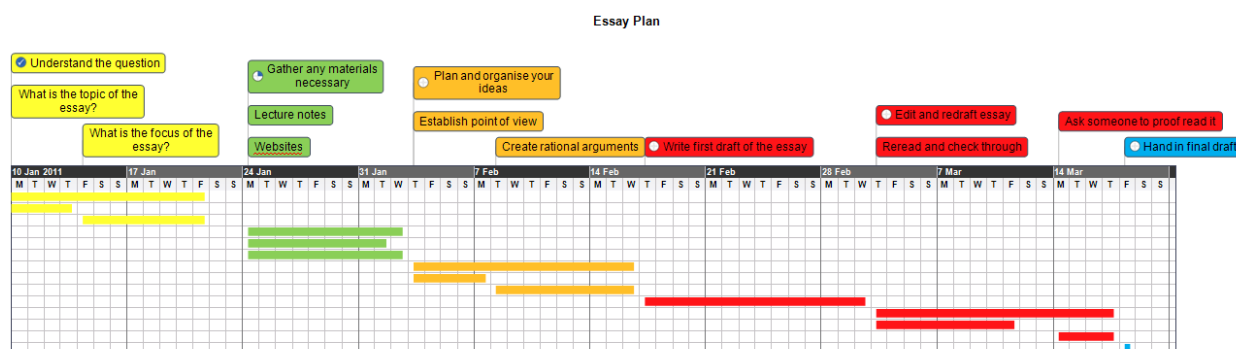 Essay Plan
Understand the question
What is the topic of the
essay?
What is the focus of the
essay?
Gather any materials
necessary
Lecture notes
Websites
Plan and organise your
ideas
Establish point of view
Create rational arguments
Write first draft of the essay
Edit and redraft essay
Reread and check through
Ask someone to proof read it
Hand in final draft
10 Jan 2011 17 Jan 24 Jan 31 Jan 7 Feb 14 Feb 21 Feb 28 Feb 7 Mar 14 Mar
M T W T F S S M T W T F S S M T W T F S S M T W T F S S M T W T F S S M T W T F S S M T W T F S S M T W T F S S M T W T F S S M T W T F S S